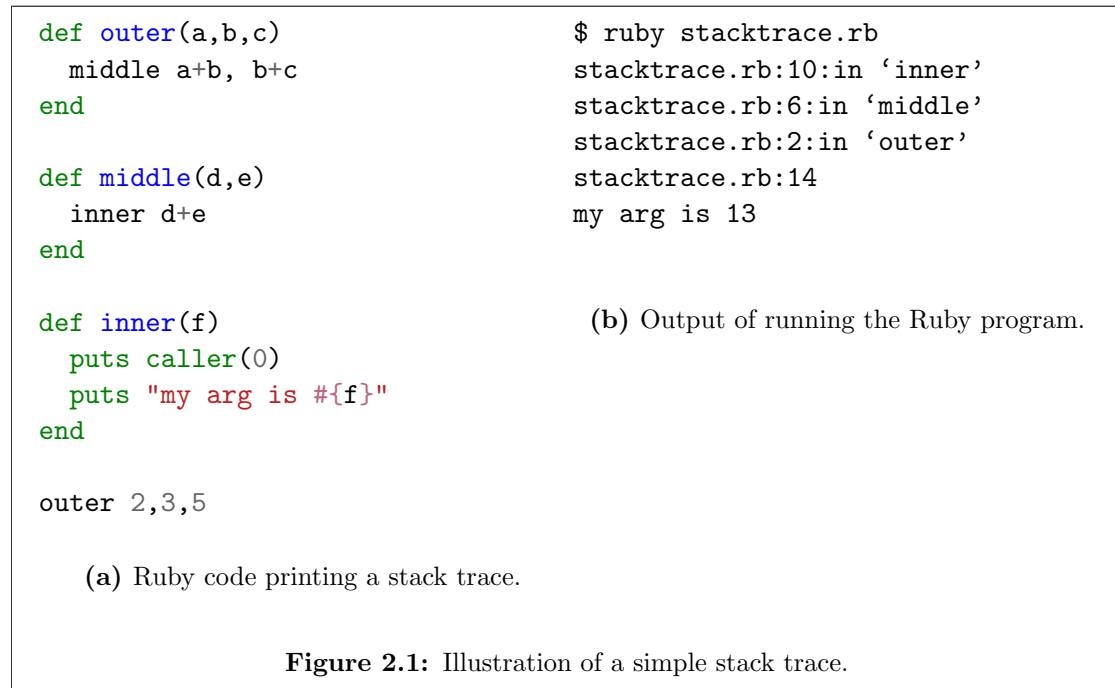 def outer(a,b,c)
  middle a+b, b+c
end

def middle(d,e)
  inner d+e
end

def inner(f)
  puts caller(0)
  puts "my arg is #{f}"
end

outer 2,3,5

(a) Ruby code printing a stack trace.

$ ruby stacktrace.rb
stacktrace.rb:10:in ‘inner’
stacktrace.rb:6:in ‘middle’
stacktrace.rb:2:in ‘outer’
stacktrace.rb:14
my arg is 13

(b) Output of running the Ruby program.

Figure 2.1: Illustration of a simple stack trace.